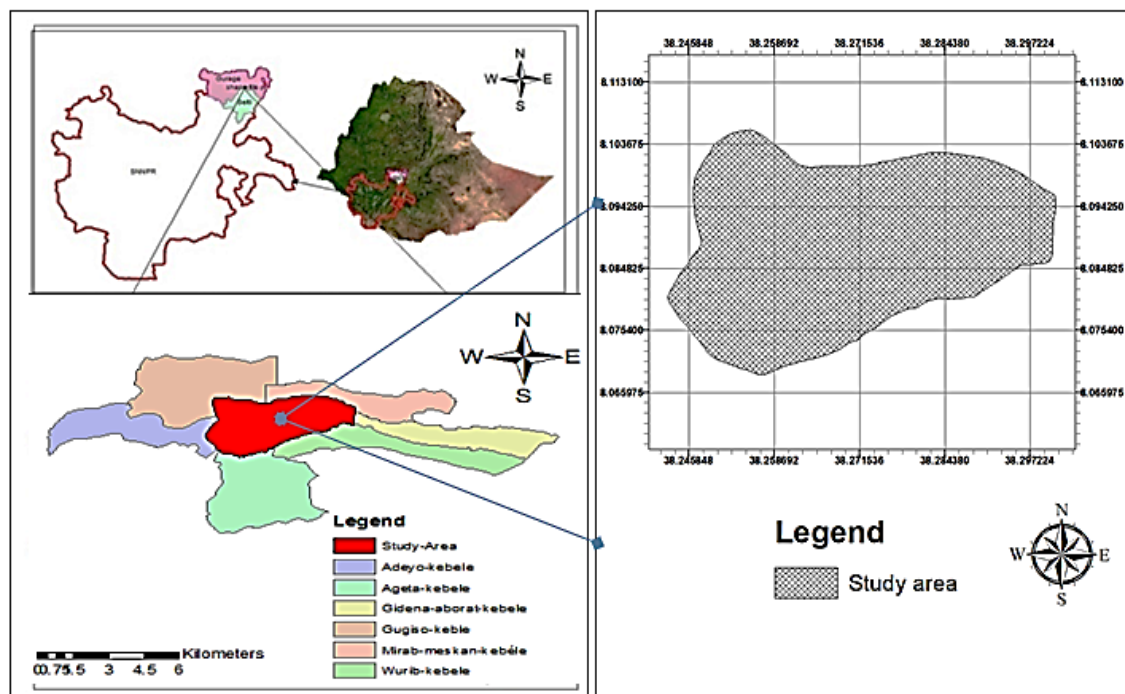 N
W E
S
Gurage
Silti
SNNPR
N
W E
S
Legend
Study-Area
Adeyo-kebele
Ageta-kebele
Gidena-aborat-kebele
Gugiso-keble
Mirab-meskan-kebele
Wurib-kebele
Kilometers
0 0.75 1.5 3 4.5 6
38.245848 38.258692 38.271536 38.284380 38.297224
8.113100 8.113100
8.103675 8.103675
8.094250 8.094250
8.084825 8.084825
8.075400 8.075400
8.065975 8.065975
38.245848 38.258692 38.271536 38.284380 38.297224
Legend
Study area
N
W E
S